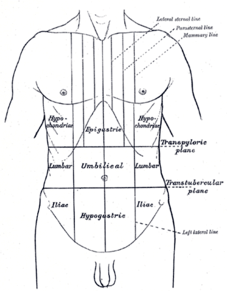 Lateral sternal line
Parasternal line
Mammary line
Hypo-
chondriac
Epigastric
Hypo-
chondriac
Transpyloric
plane
Lumbar
Umbilical
Lumbar
Transtubercular
plane
Iliac
Hypogastric
Iliac
Left lateral line